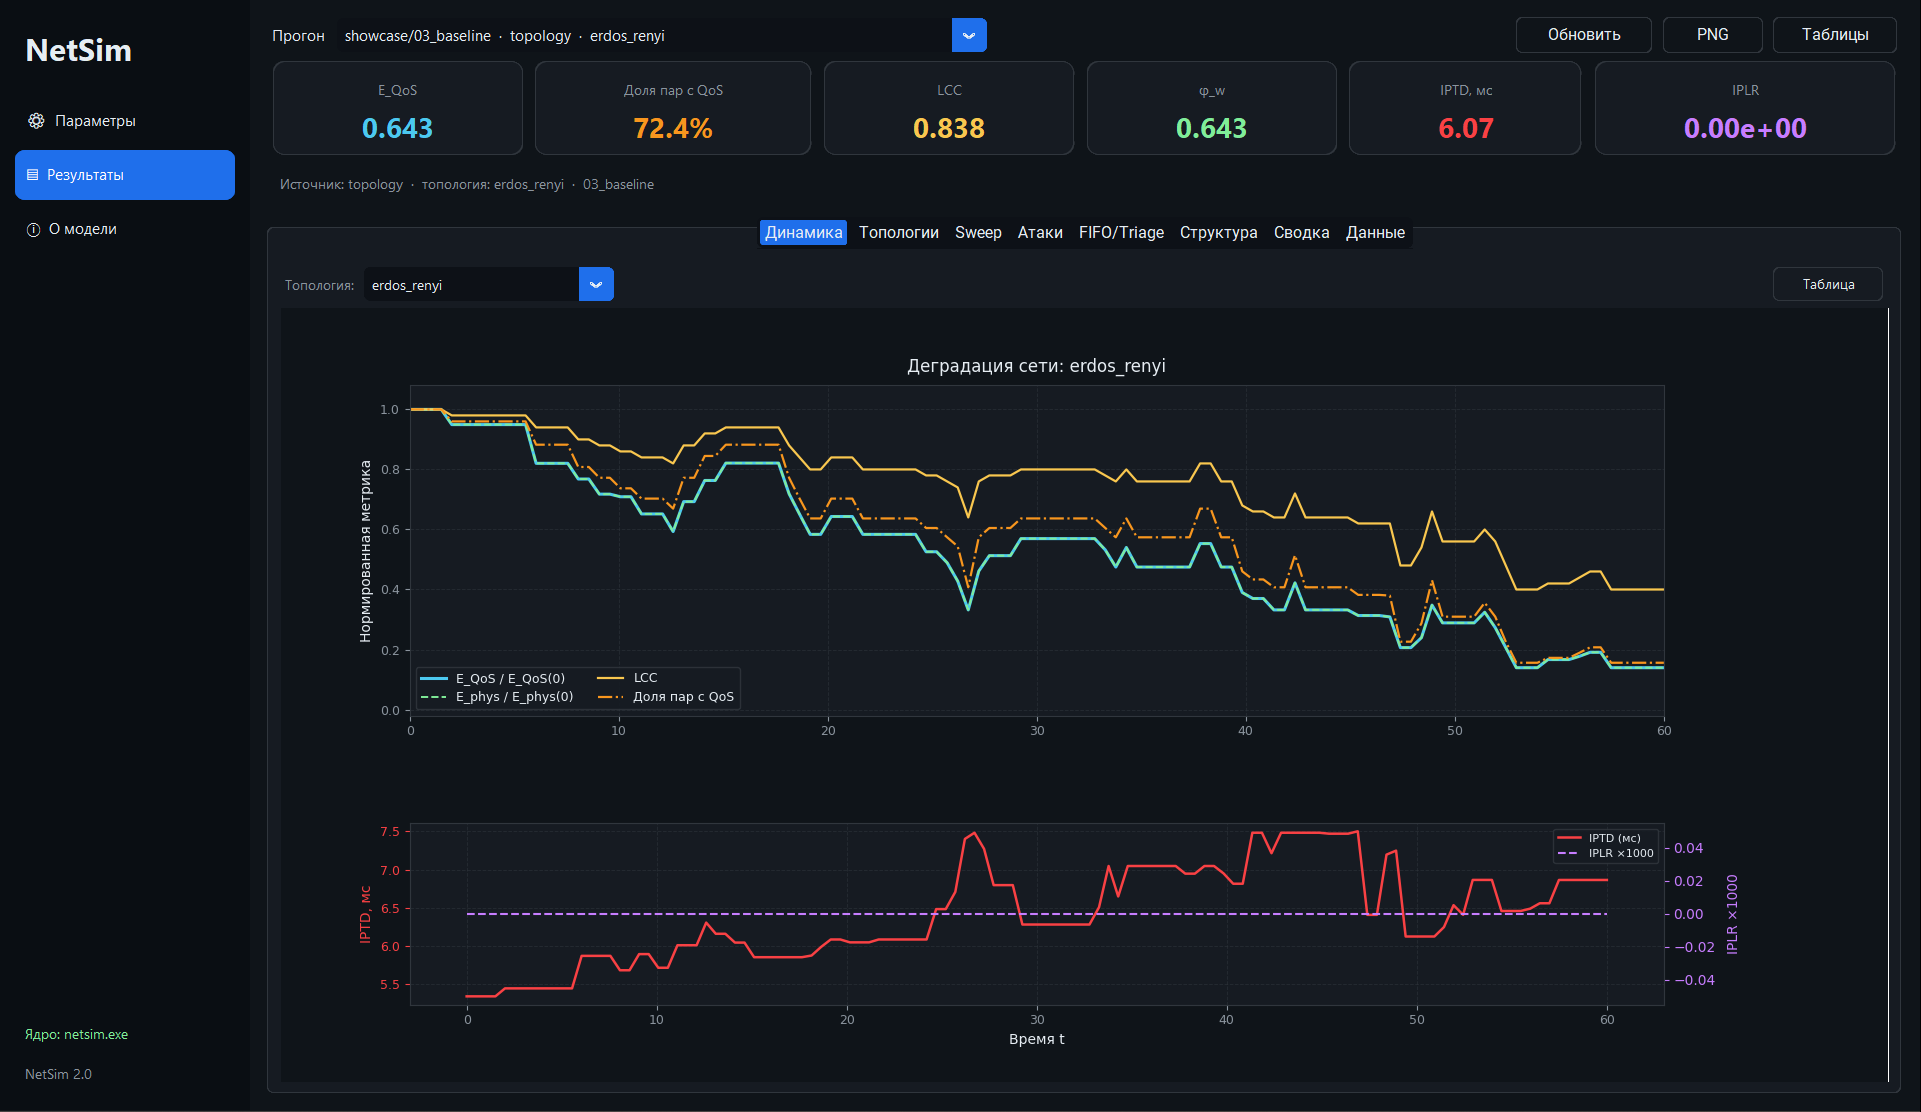 NetSim
Параметры
Результаты
О модели
Ядро: netsim.exe
NetSim 2.0
Прогон showcase/03_baseline · topology · erdos_renyi
Обновить PNG Таблицы
E_QoS
0.643
Доля пар с QoS
72.4%
LCC
0.838
φ_w
0.643
IPTD, мс
6.07
IPLR
0.00e+00
Источник: topology · топология: erdos_renyi · 03_baseline
Динамика Топологии Sweep Атаки FIFO/Triage Структура Сводка Данные
Топология: erdos_renyi
Таблица
Деградация сети: erdos_renyi
Нормированная метрика
1.0
0.8
0.6
0.4
0.2
0.0
E_QoS / E_QoS(0) LCC
E_phys / E_phys(0) Доля пар с QoS
0 10 20 30 40 50 60
IPTD, мс
7.5
7.0
6.5
6.0
5.5
IPTD (мс)
IPLR ×1000
0.04
0.02
0.00
−0.02
−0.04
IPLR ×1000
0 10 20 30 40 50 60
Время t